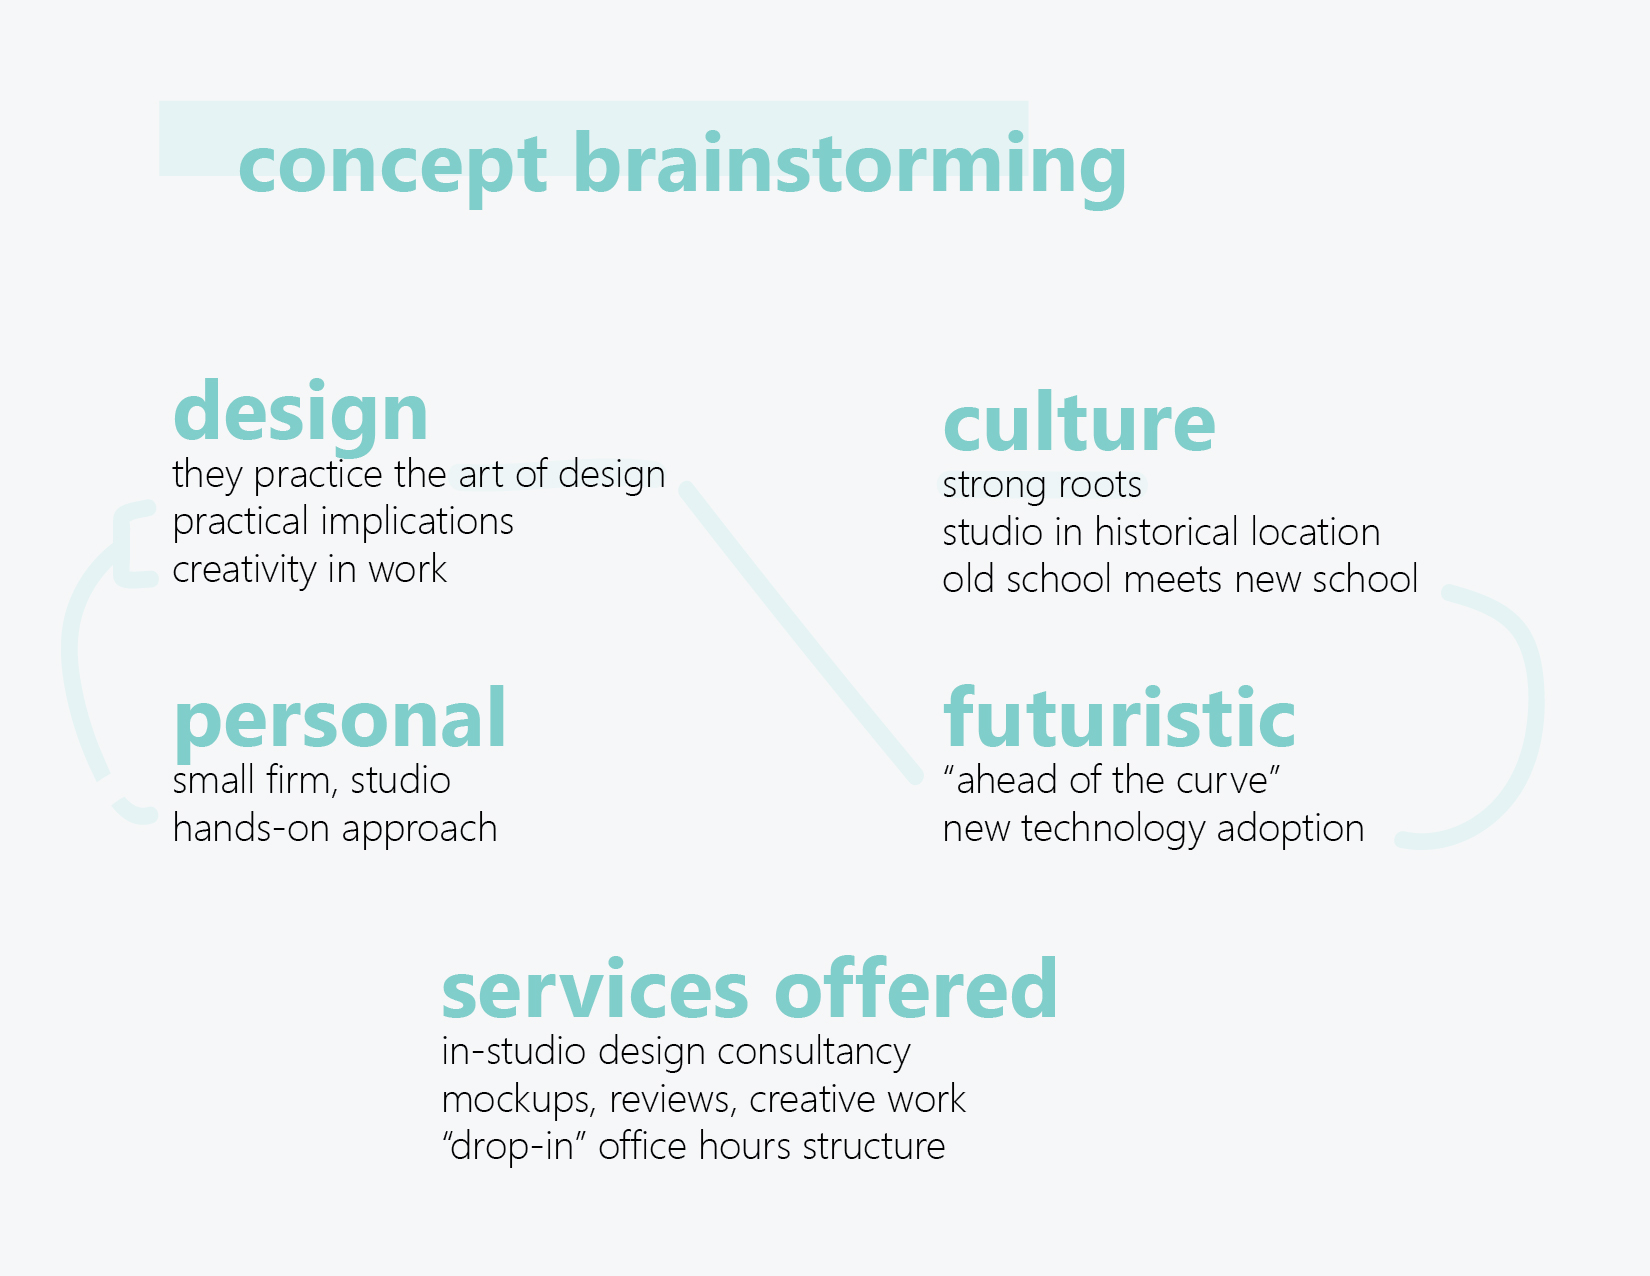 concept brainstorming
design
they practice the art of design
practical implications
creativity in work
culture
strong roots
studio in historical location
old school meets new school
personal
small firm, studio
hands-on approach
futuristic
“ahead of the curve”
new technology adoption
services offered
in-studio design consultancy
mockups, reviews, creative work
“drop-in” office hours structure